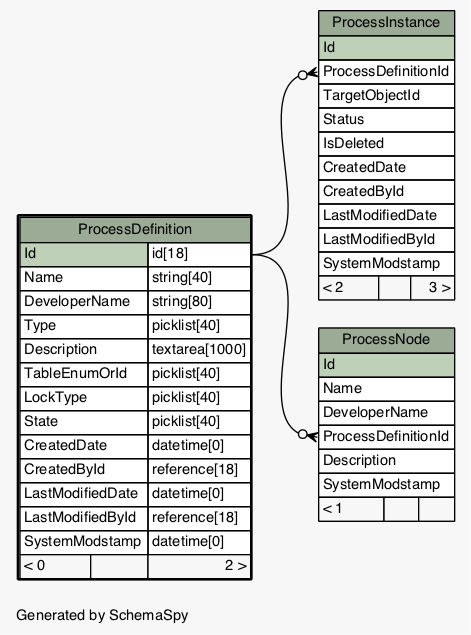 ProcessInstance
Id
ProcessDefinitionId
TargetObjectId
Status
IsDeleted
CreatedDate
CreatedById
LastModifiedDate
LastModifiedById
SystemModstamp
< 2 3 >
ProcessDefinition
Id id[18]
Name string[40]
DeveloperName string[80]
Type picklist[40]
Description textarea[1000]
TableEnumOrId picklist[40]
LockType picklist[40]
State picklist[40]
CreatedDate datetime[0]
CreatedById reference[18]
LastModifiedDate datetime[0]
LastModifiedById reference[18]
SystemModstamp datetime[0]
< 0 2 >
ProcessNode
Id
Name
DeveloperName
ProcessDefinitionId
Description
SystemModstamp
< 1
Generated by SchemaSpy